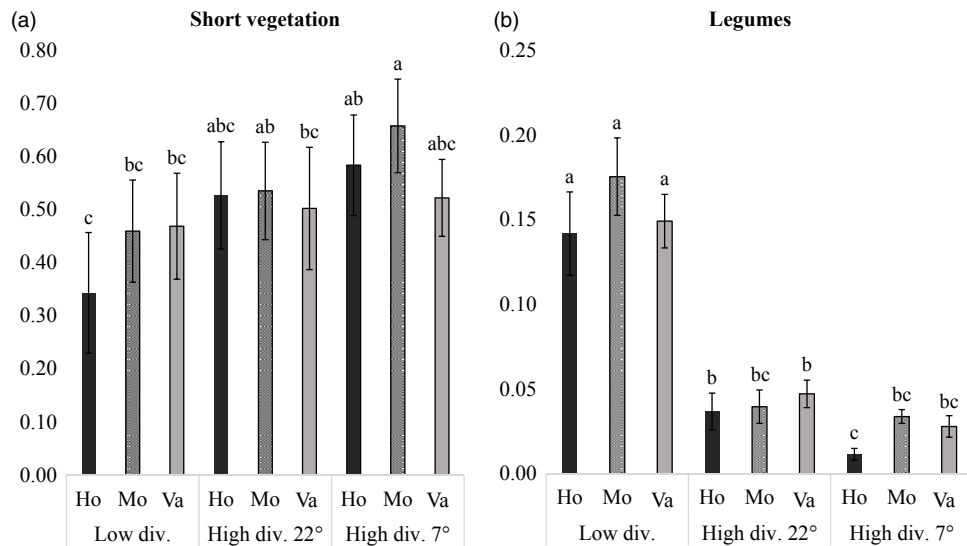 (a) Short vegetation
0.80
0.70
0.60
0.50
0.40
0.30
0.20
0.10
0.00
c
bc
bc
abc
ab
bc
ab
a
abc
Ho Mo Va Ho Mo Va Ho Mo Va
Low div. High div. 22° High div. 7°
(b) Legumes
0.25
0.20
0.15
0.10
0.05
0.00
a
a
a
b
bc
b
c
bc
bc
Ho Mo Va Ho Mo Va Ho Mo Va
Low div. High div. 22° High div. 7°